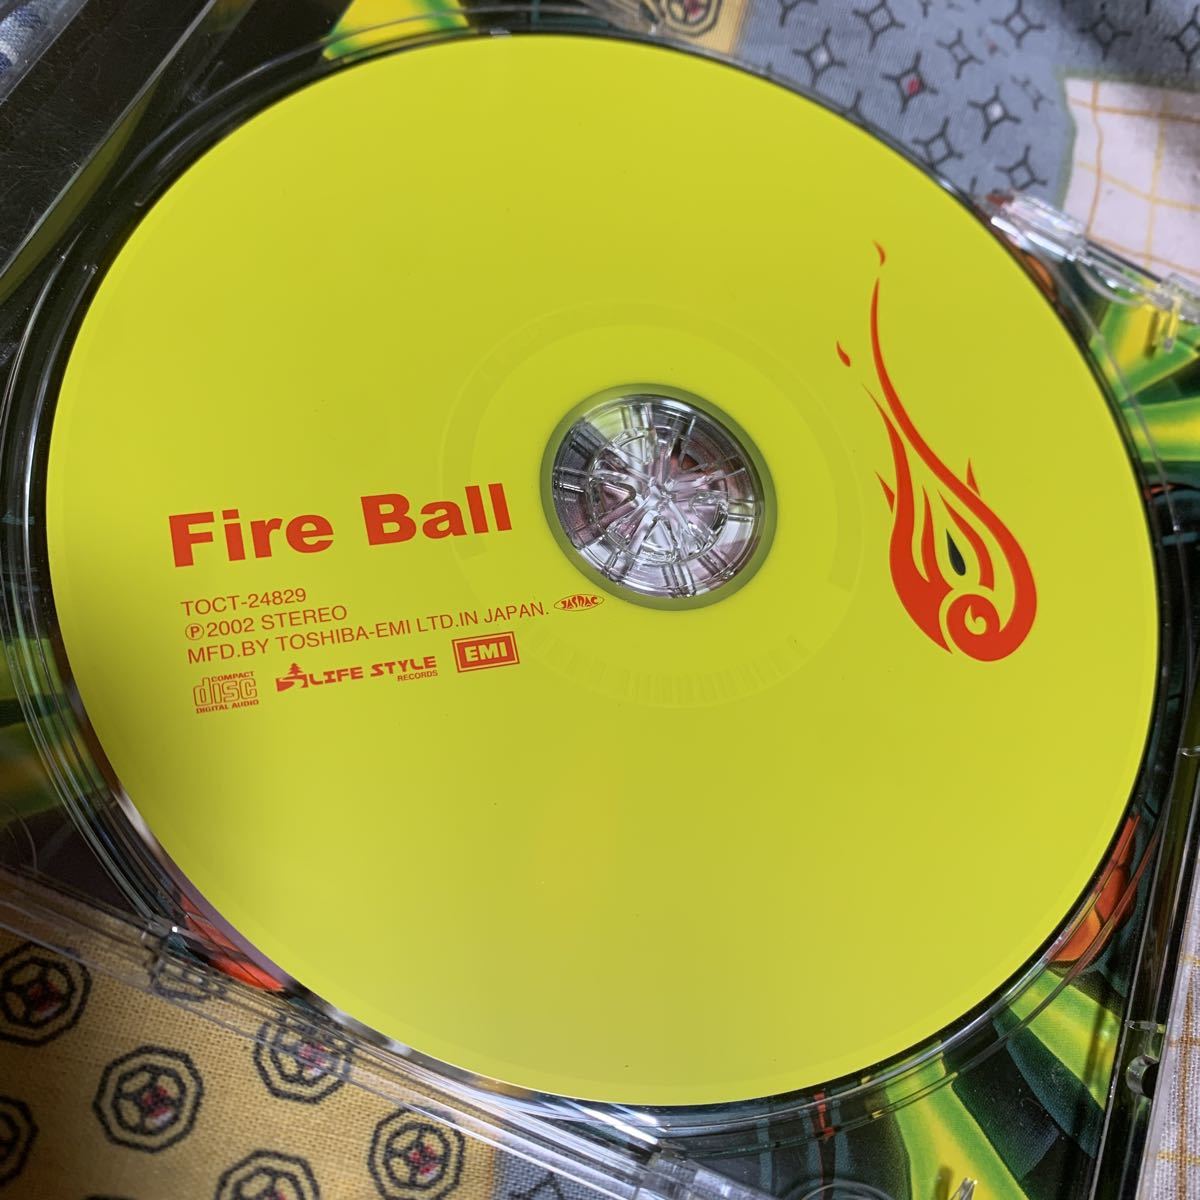 Fire Ball
TOCT-24829
℗2002 STEREO
MFD.BY TOSHIBA-EMI LTD.IN JAPAN. JASRAC
COMPACT
disc
DIGITAL AUDIO
LIFE STYLE
RECORDS
EMI